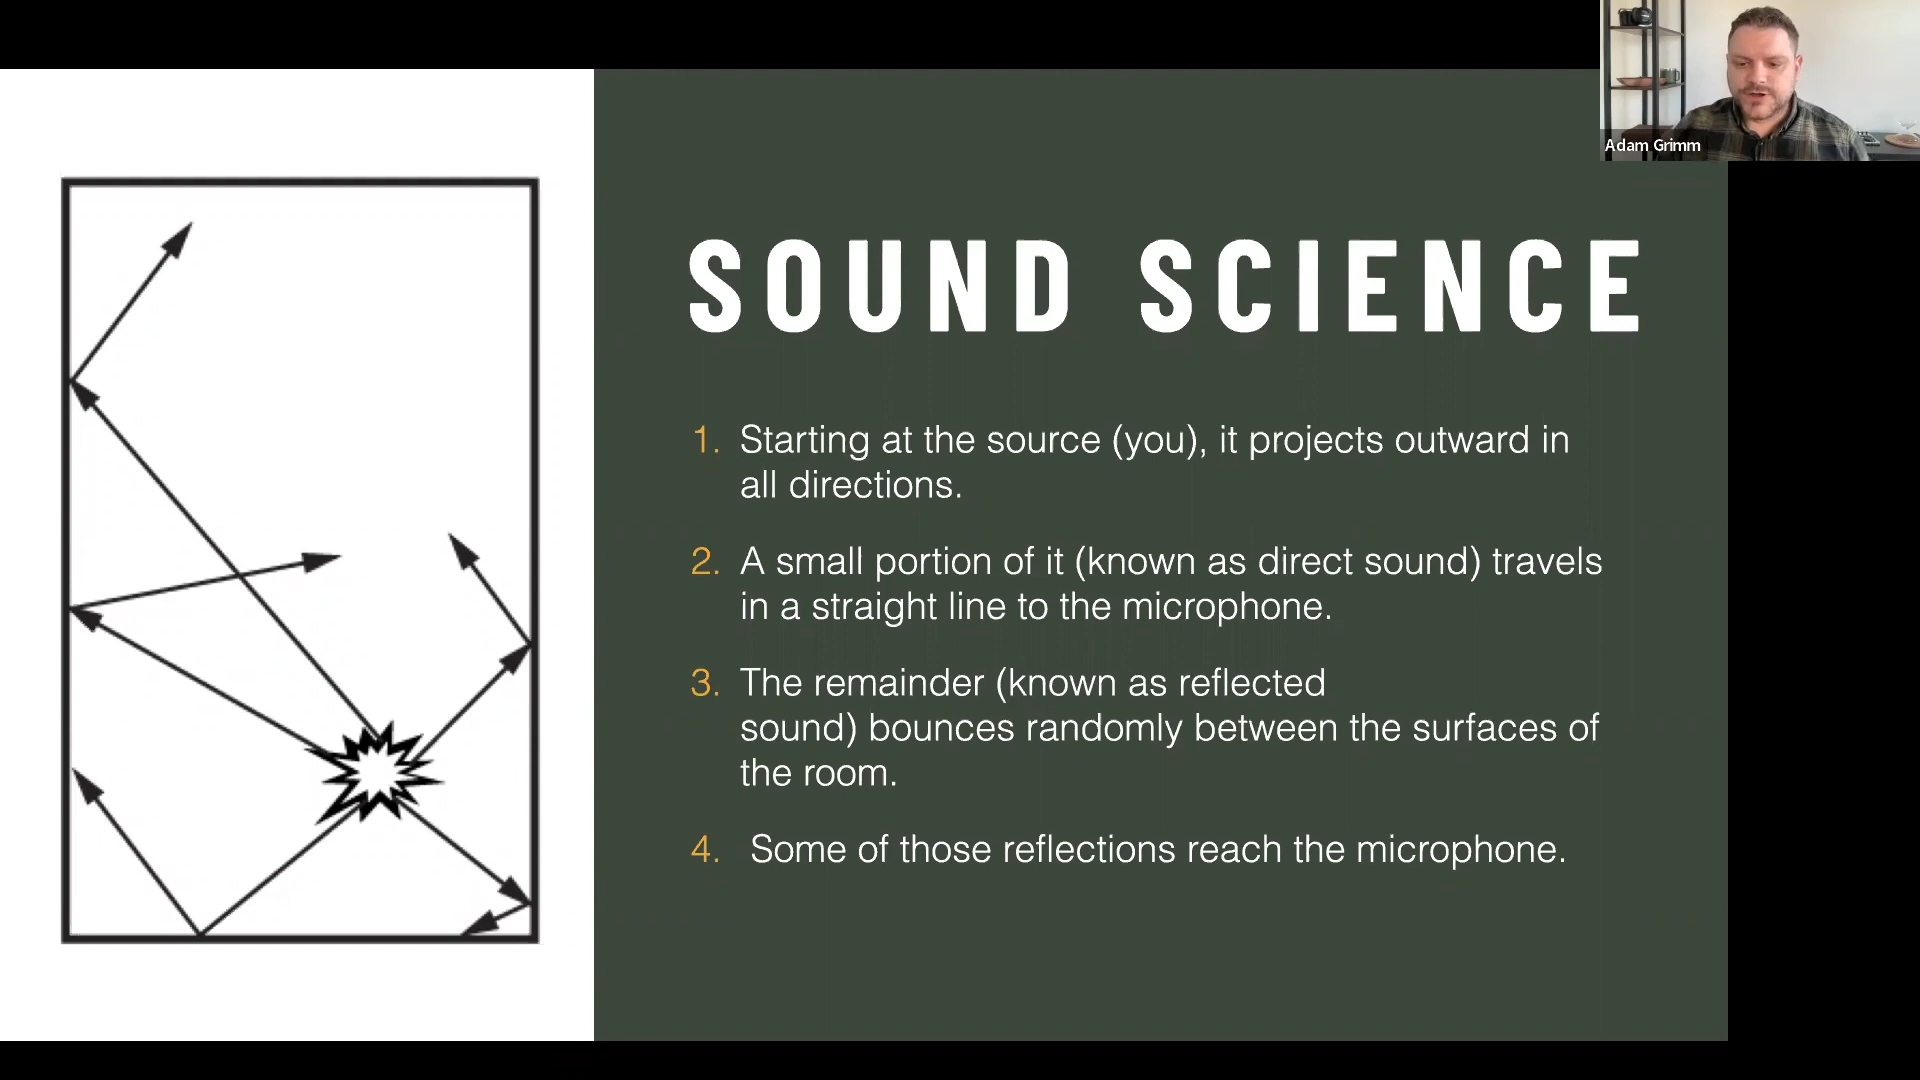 Adam Grimm
SOUND SCIENCE
1. Starting at the source (you), it projects outward in
all directions.
2. A small portion of it (known as direct sound) travels
in a straight line to the microphone.
3. The remainder (known as reflected
sound) bounces randomly between the surfaces of
the room.
4. Some of those reflections reach the microphone.